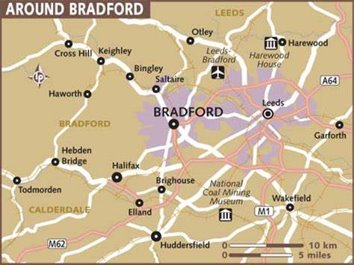 AROUND BRADFORD
LEEDS
Otley
Cross Hill
Keighley
Leeds-
Bradford
Harewood
Harewood
House
Bingley
Saltaire
A64
Haworth
BRADFORD
Leeds
BRADFORD
Garforth
Hebden
Bridge
Halifax
Todmorden
Brighouse
National
Coal Mining
Museum
Wakefield
CALDERDALE
Elland
M1
M62
Huddersfield
0
10 km
0
5 miles